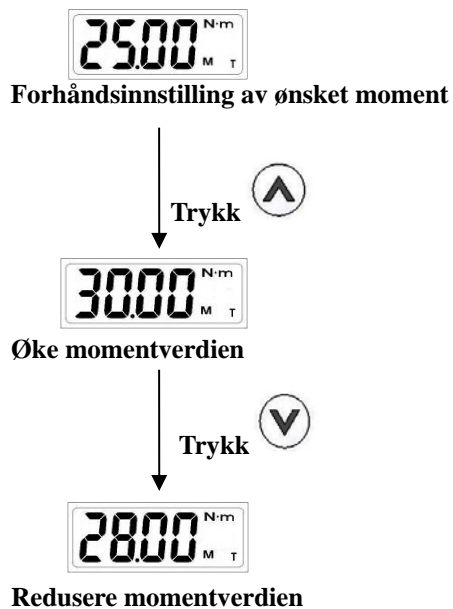 25.00 N·m M T
Forhåndsinnstilling av ønsket moment
Trykk
30.00 N·m M T
Øke momentverdien
Trykk
28.00 N·m M T
Redusere momentverdien